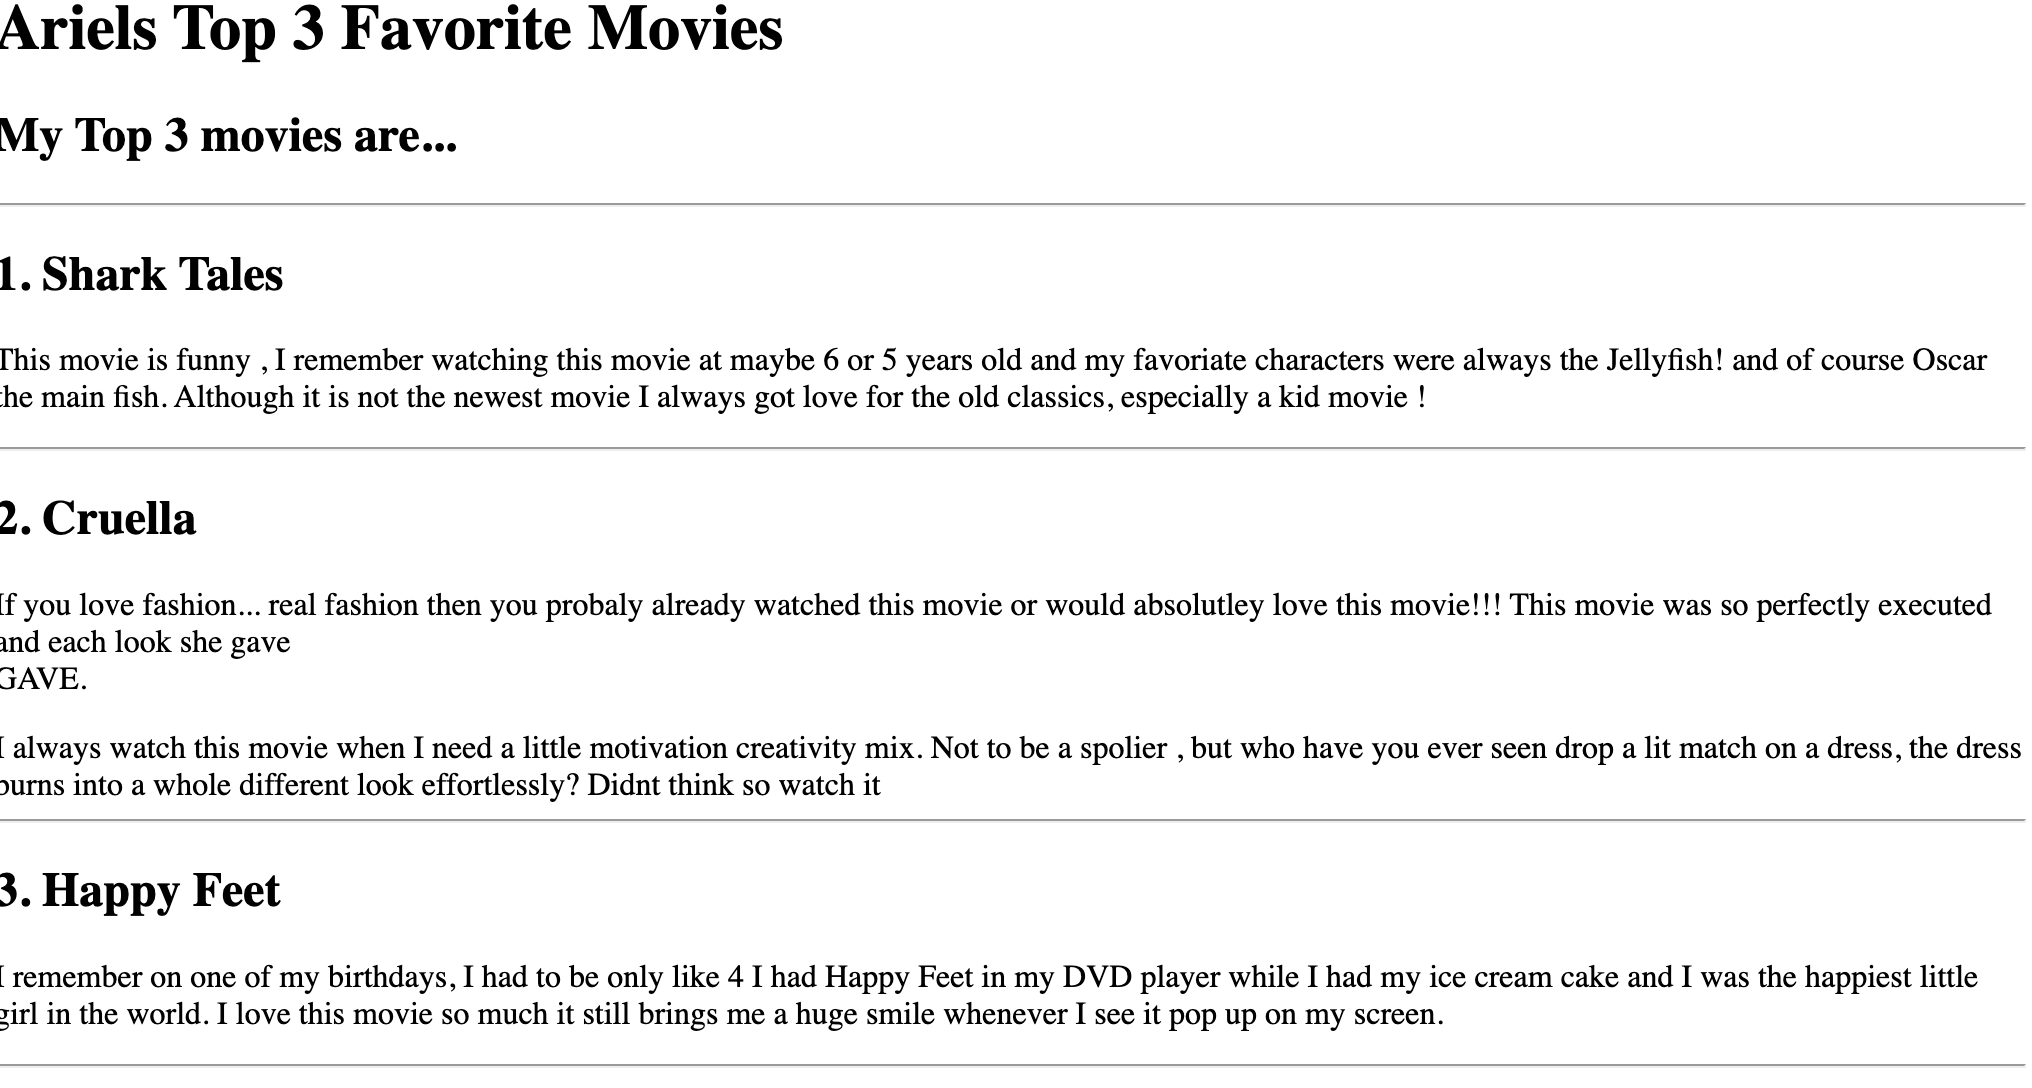 Ariels Top 3 Favorite Movies
My Top 3 movies are...
1. Shark Tales
This movie is funny , I remember watching this movie at maybe 6 or 5 years old and my favoriate characters were always the Jellyfish! and of course Oscar
the main fish. Although it is not the newest movie I always got love for the old classics, especially a kid movie !
2. Cruella
If you love fashion... real fashion then you probaly already watched this movie or would absolutley love this movie!!! This movie was so perfectly executed
and each look she gave
GAVE.
I always watch this movie when I need a little motivation creativity mix. Not to be a spolier , but who have you ever seen drop a lit match on a dress, the dress
burns into a whole different look effortlessly? Didnt think so watch it
3. Happy Feet
I remember on one of my birthdays, I had to be only like 4 I had Happy Feet in my DVD player while I had my ice cream cake and I was the happiest little
girl in the world. I love this movie so much it still brings me a huge smile whenever I see it pop up on my screen.